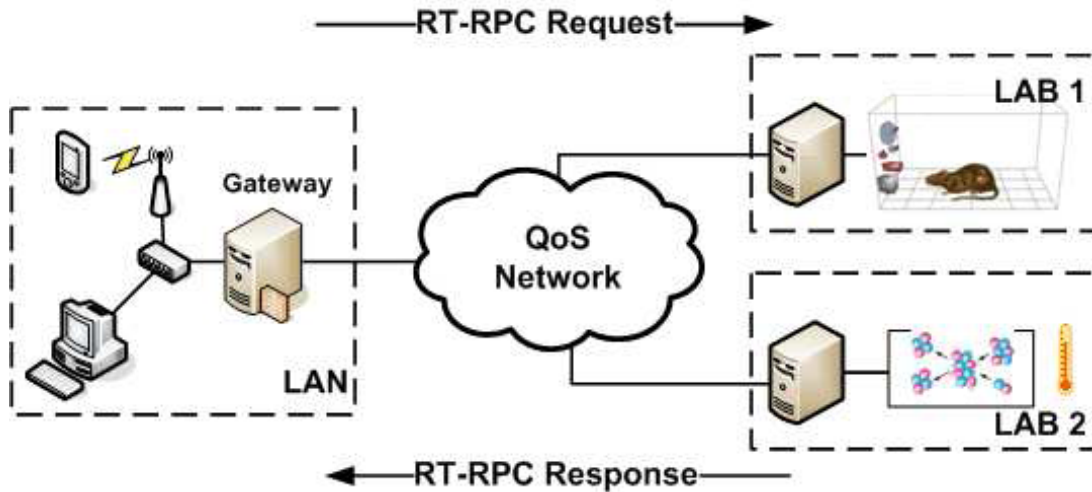 RT-RPC Request
LAB 1
Gateway
QoS
Network
LAN
LAB 2
RT-RPC Response